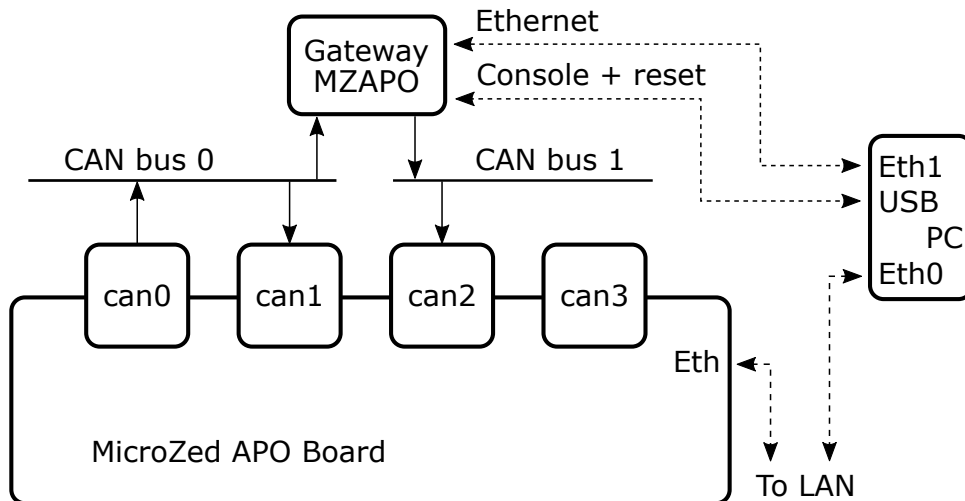 Ethernet
Gateway
MZAPO
Console + reset
CAN bus 0
CAN bus 1
Eth1
USB
PC
Eth0
can0
can1
can2
can3
Eth
MicroZed APO Board
To LAN